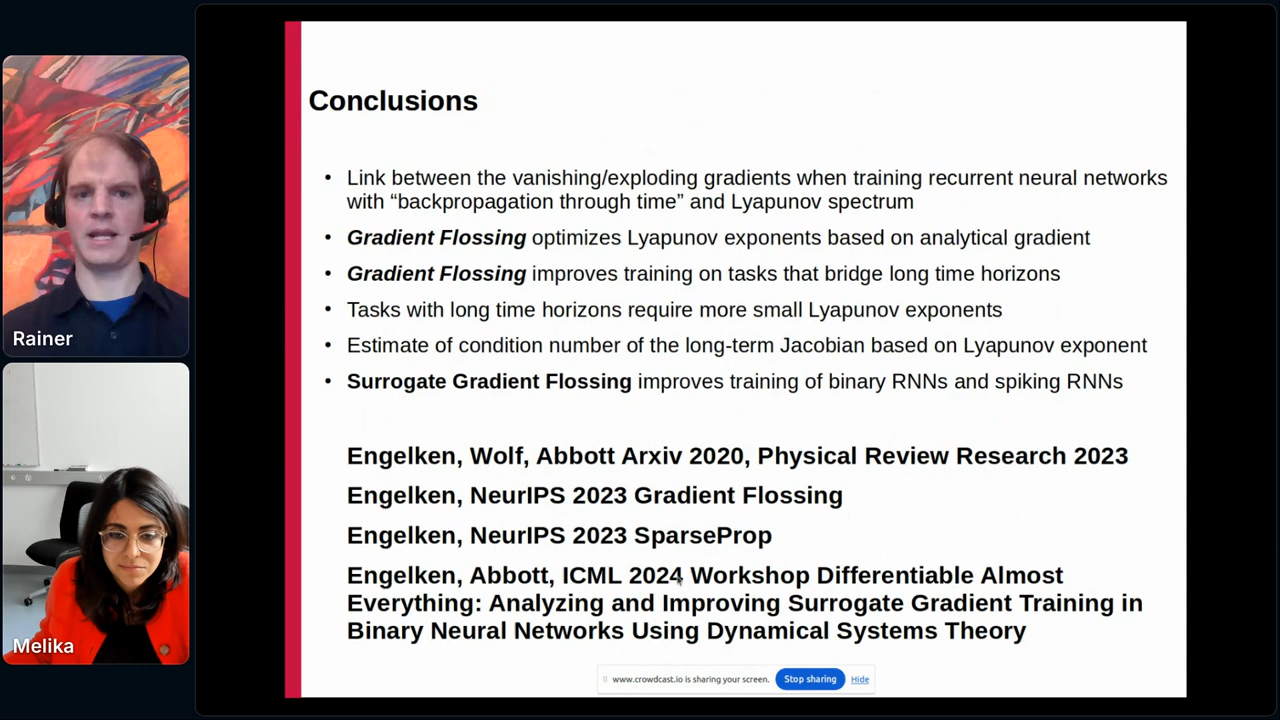 Conclusions
• Link between the vanishing/exploding gradients when training recurrent neural networks
with “backpropagation through time” and Lyapunov spectrum
• Gradient Flossing optimizes Lyapunov exponents based on analytical gradient
• Gradient Flossing improves training on tasks that bridge long time horizons
• Tasks with long time horizons require more small Lyapunov exponents
• Estimate of condition number of the long-term Jacobian based on Lyapunov exponent
• Surrogate Gradient Flossing improves training of binary RNNs and spiking RNNs
Engelken, Wolf, Abbott Arxiv 2020, Physical Review Research 2023
Engelken, NeurIPS 2023 Gradient Flossing
Engelken, NeurIPS 2023 SparseProp
Engelken, Abbott, ICML 2024 Workshop Differentiable Almost
Everything: Analyzing and Improving Surrogate Gradient Training in
Binary Neural Networks Using Dynamical Systems Theory
www.crowdcast.io is sharing your screen. Stop sharing Hide
Rainer
Melika